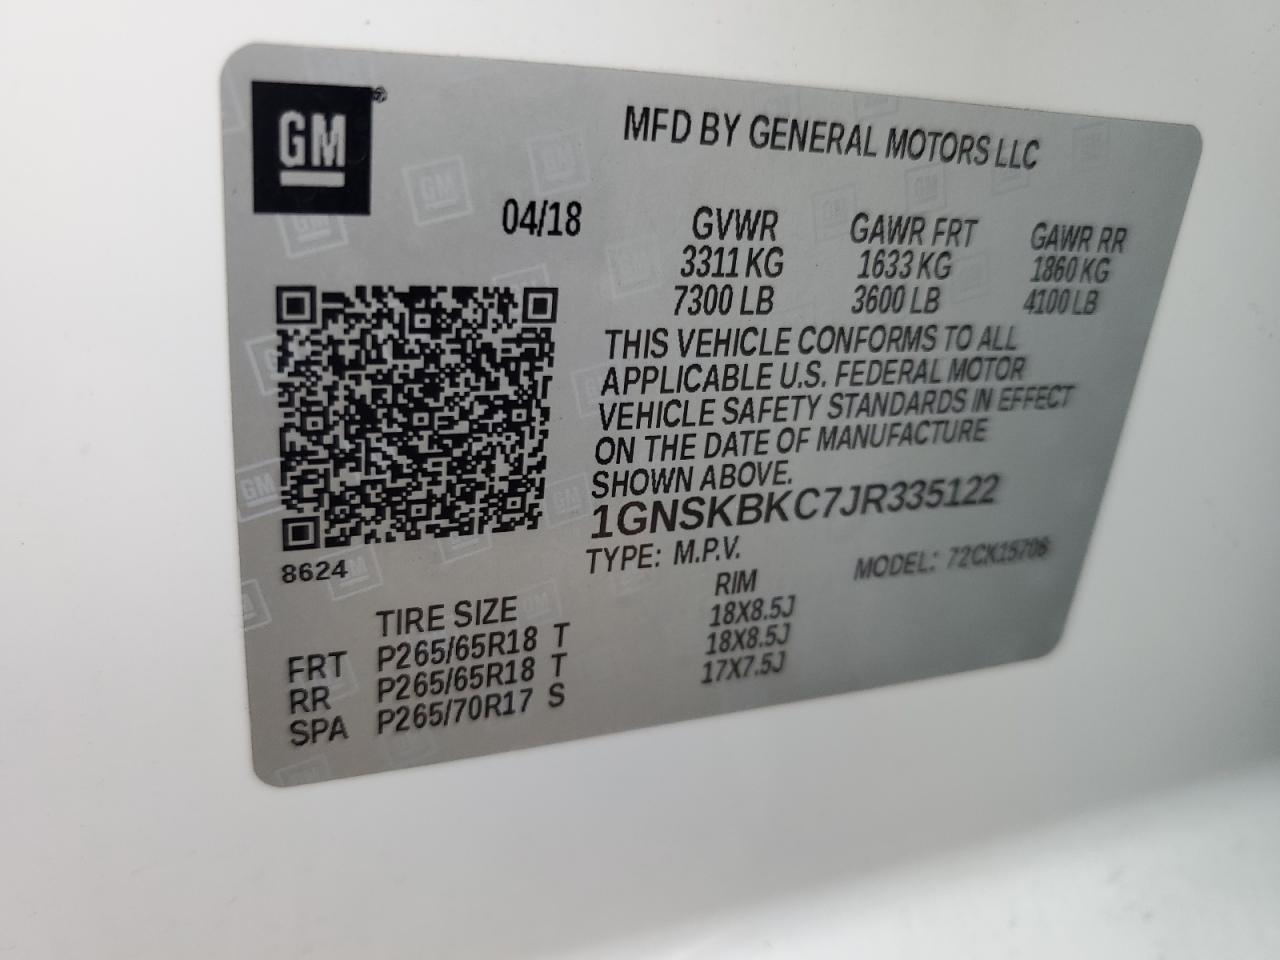 GM
MFD BY GENERAL MOTORS LLC
04/18
GVWR GAWR FRT GAWR RR
3311 KG 1633 KG 1860 KG
7300 LB 3600 LB 4100 LB
THIS VEHICLE CONFORMS TO ALL
APPLICABLE U.S. FEDERAL MOTOR
VEHICLE SAFETY STANDARDS IN EFFECT
ON THE DATE OF MANUFACTURE
SHOWN ABOVE.
1GNSKBKC7JR335122
TYPE: M.P.V. MODEL: 72CK15706
8624
TIRE SIZE RIM
FRT P265/65R18 T 18X8.5J
RR P265/65R18 T 18X8.5J
SPA P265/70R17 S 17X7.5J